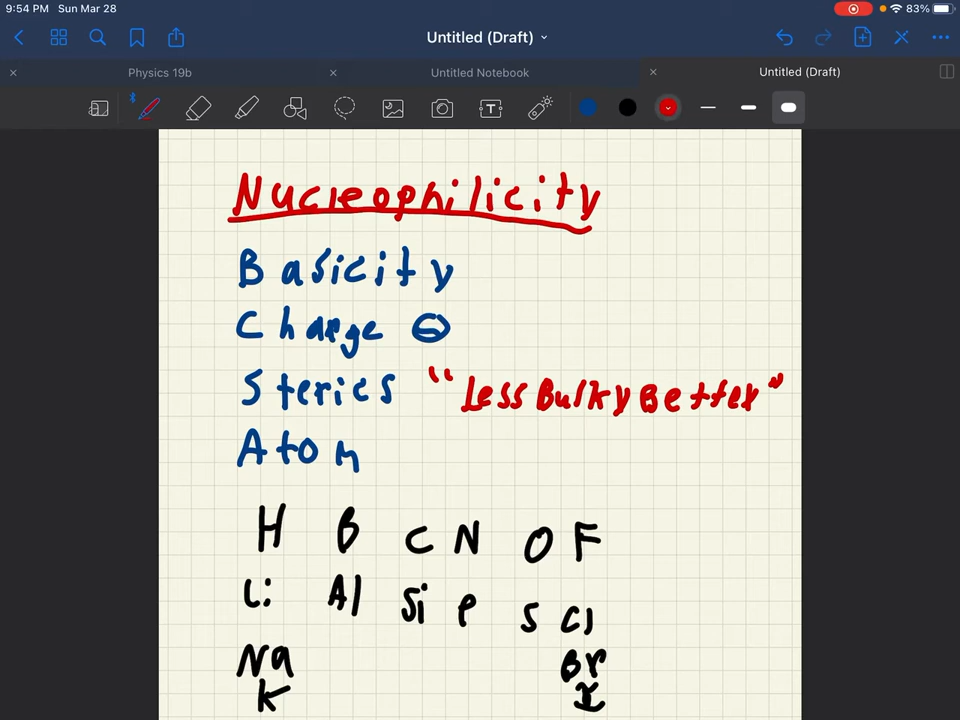 9:54 PM Sun Mar 28 83%
Untitled (Draft)
Physics 19b Untitled Notebook Untitled (Draft)
Nucleophilicity
Basicity
Charge ⊖
Sterics "Less Bulky Better"
Atom
H B C N O F
Li Al Si P S Cl
Na Br
K I